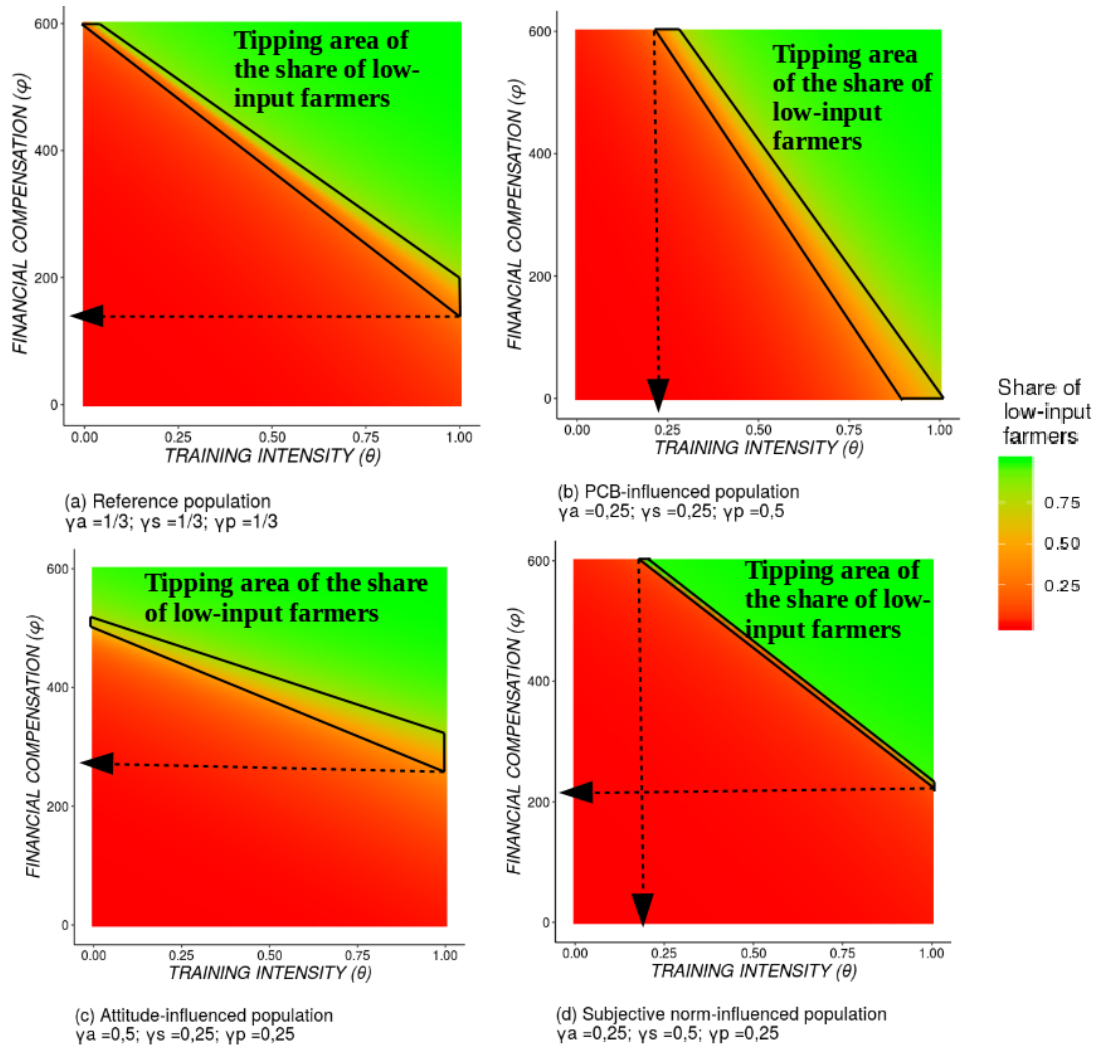 600
400
200
0
FINANCIAL COMPENSATION (φ)
Tipping area of
the share of low-
input farmers
0.00 0.25 0.50 0.75 1.00
TRAINING INTENSITY (θ)
(a) Reference population
γa =1/3; γs =1/3; γp =1/3
600
400
200
0
FINANCIAL COMPENSATION (φ)
Tipping area
of the share of
low-input
farmers
0.00 0.25 0.50 0.75 1.00
TRAINING INTENSITY (θ)
(b) PCB-influenced population
γa =0,25; γs =0,25; γp =0,5
Share of
low-input
farmers
0.75
0.50
0.25
600
400
200
0
FINANCIAL COMPENSATION (φ)
Tipping area of the share
of low-input farmers
0.00 0.25 0.50 0.75 1.00
TRAINING INTENSITY (θ)
(c) Attitude-influenced population
γa =0,5; γs =0,25; γp =0,25
600
400
200
0
FINANCIAL COMPENSATION (φ)
Tipping area of
the share of low-
input farmers
0.00 0.25 0.50 0.75 1.00
TRAINING INTENSITY (θ)
(d) Subjective norm-influenced population
γa =0,25; γs =0,5; γp =0,25